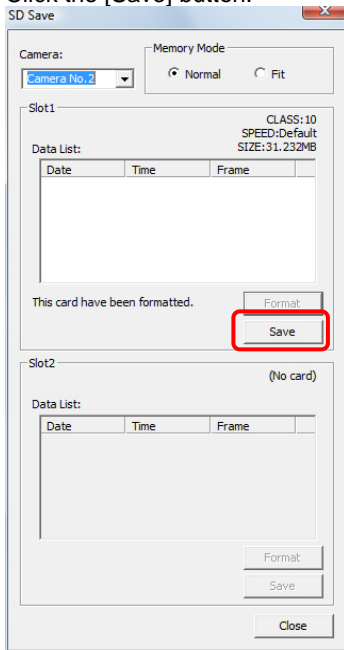 Click the [Save] button.
SD Save
Camera:
Memory Mode
Camera No.2
Normal
Fit
Slot1
CLASS:10
SPEED:Default
SIZE:31.232MB
Data List:
Date Time Frame
This card have been formatted.
Format
Save
Slot2
(No card)
Data List:
Date Time Frame
Format
Save
Close